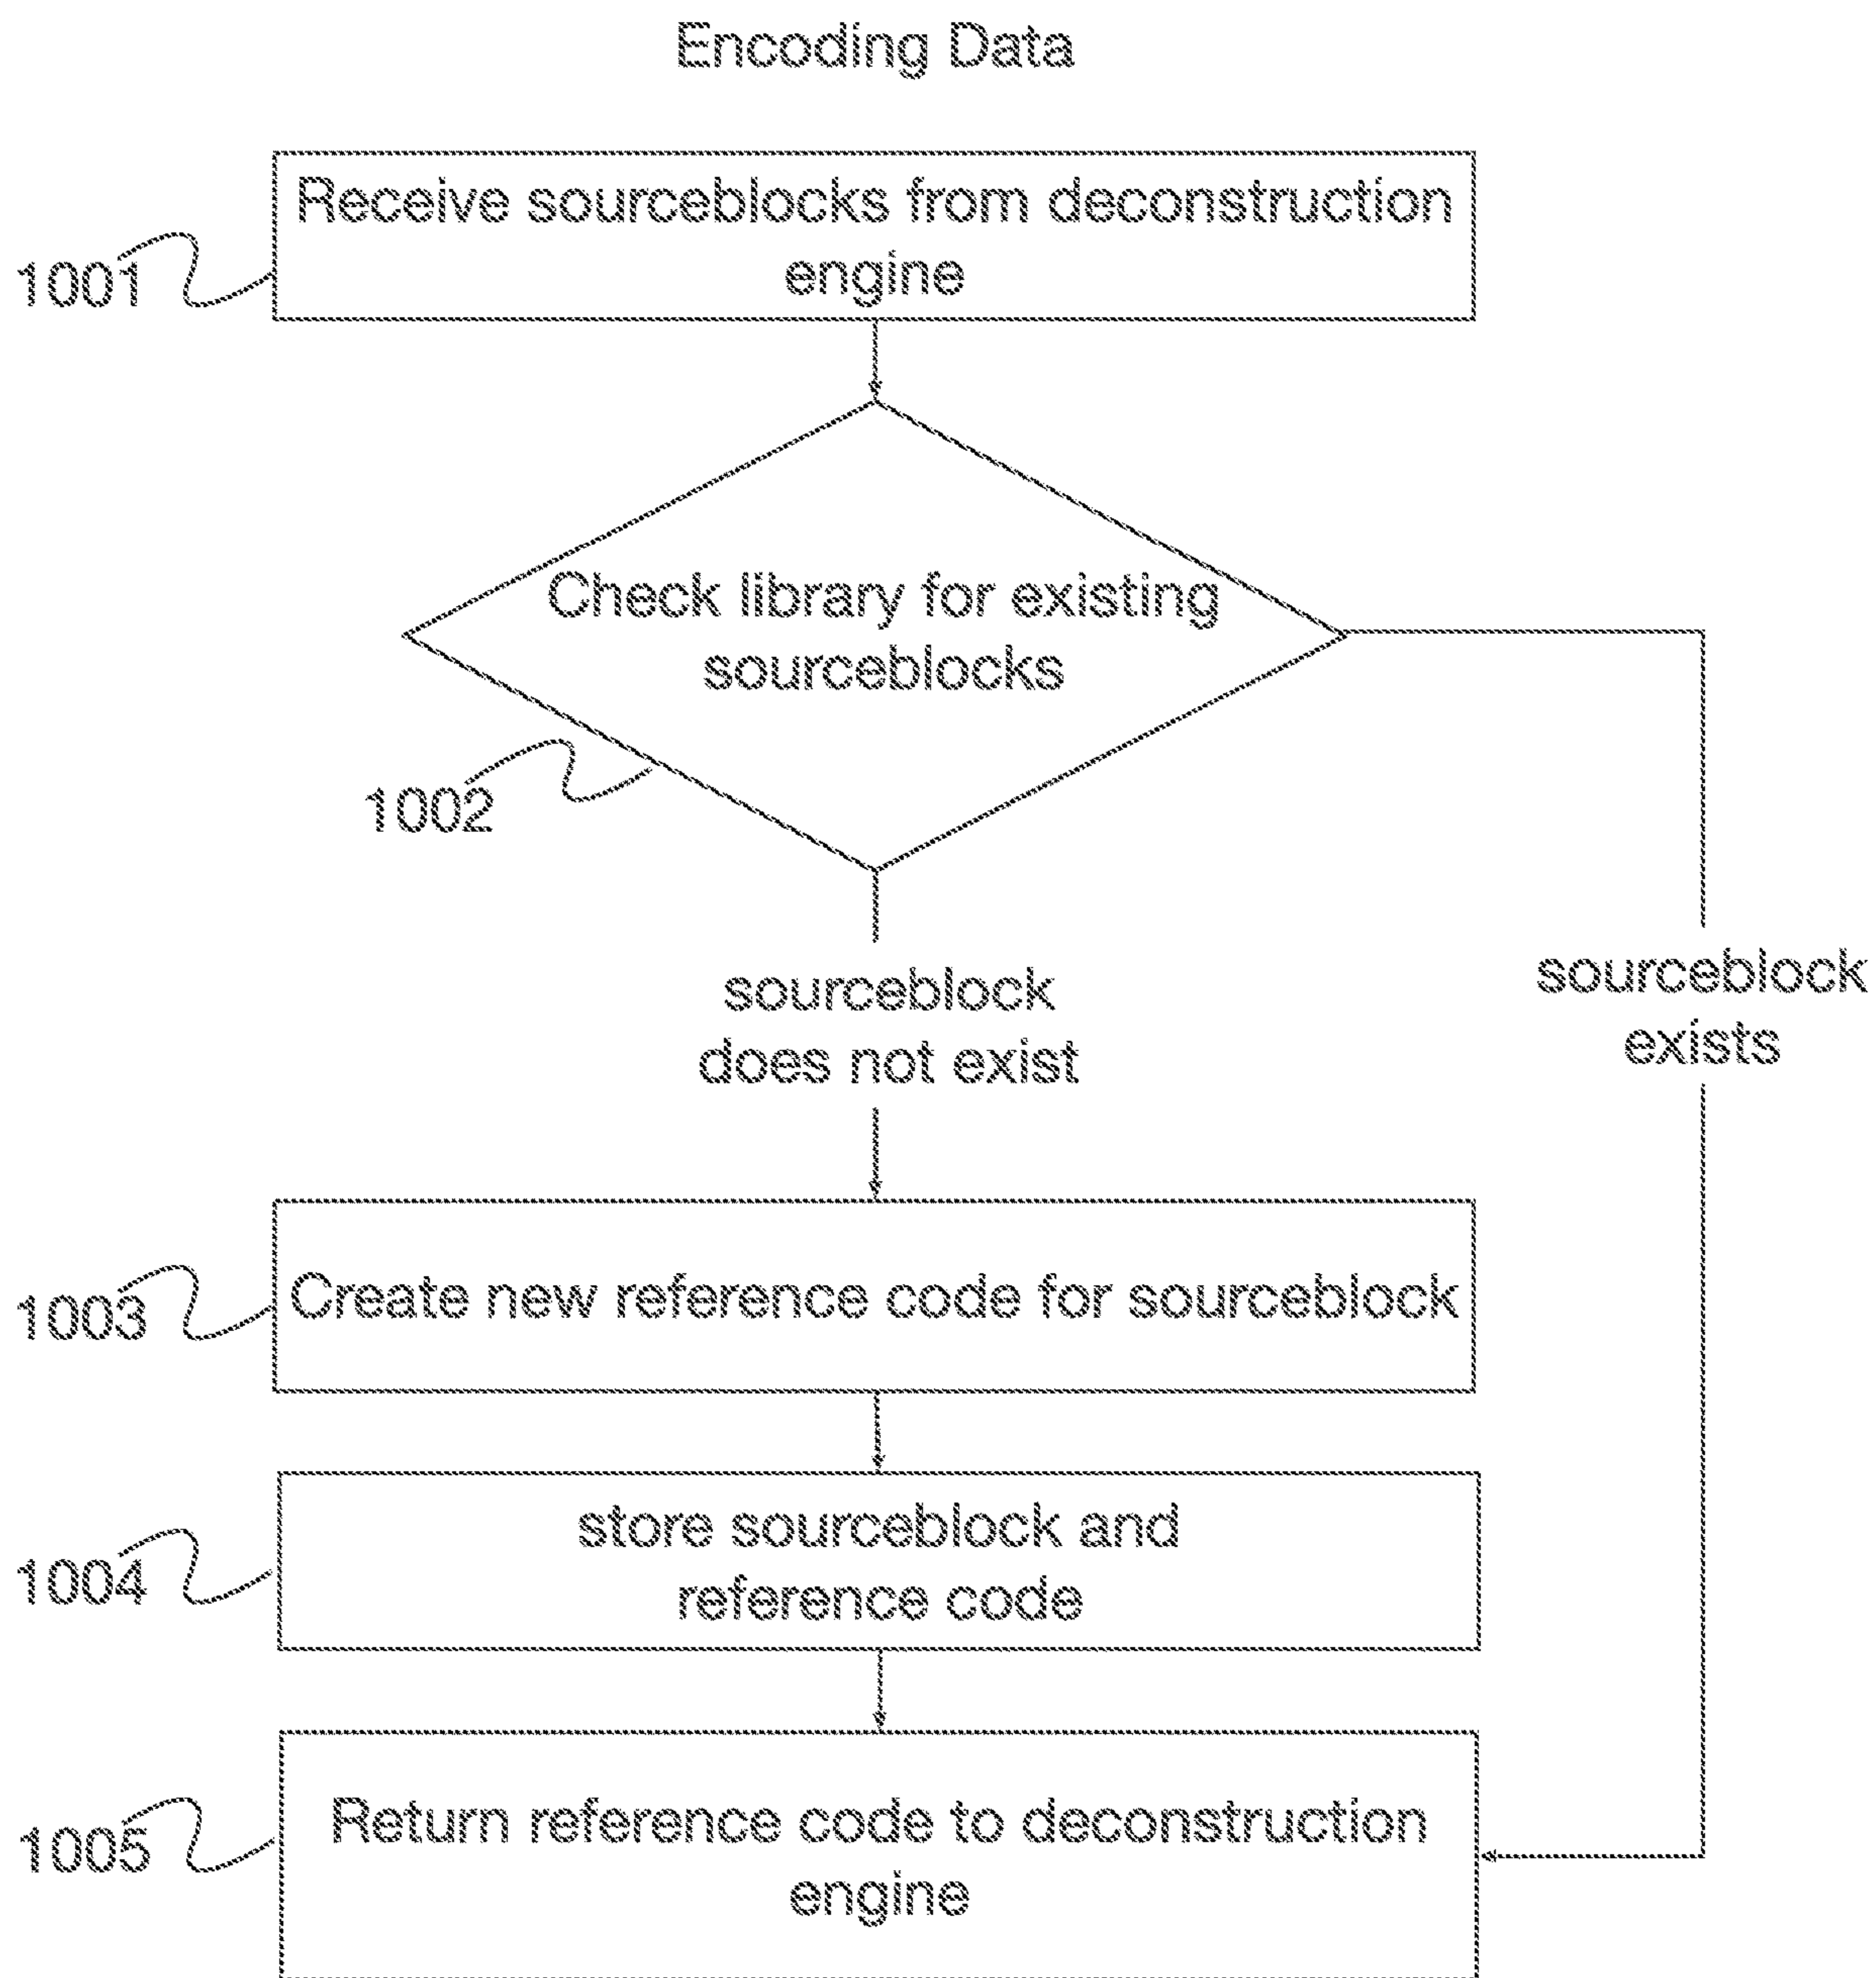 Encoding Data
Receive sourceblocks from deconstruction
engine
1001
Check library for existing
sourceblocks
1002
sourceblock
does not exist
sourceblock
exists
Create new reference code for sourceblock
1003
store sourceblock and
reference code
1004
Return reference code to deconstruction
engine
1005